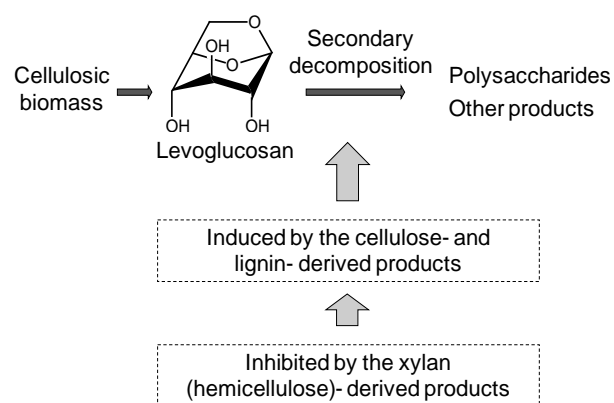 O
OH
O
OH
OH
Cellulosic
biomass
Levoglucosan
Secondary
decomposition
Polysaccharides
Other products
Induced by the cellulose- and
lignin- derived products
Inhibited by the xylan
(hemicellulose)- derived products